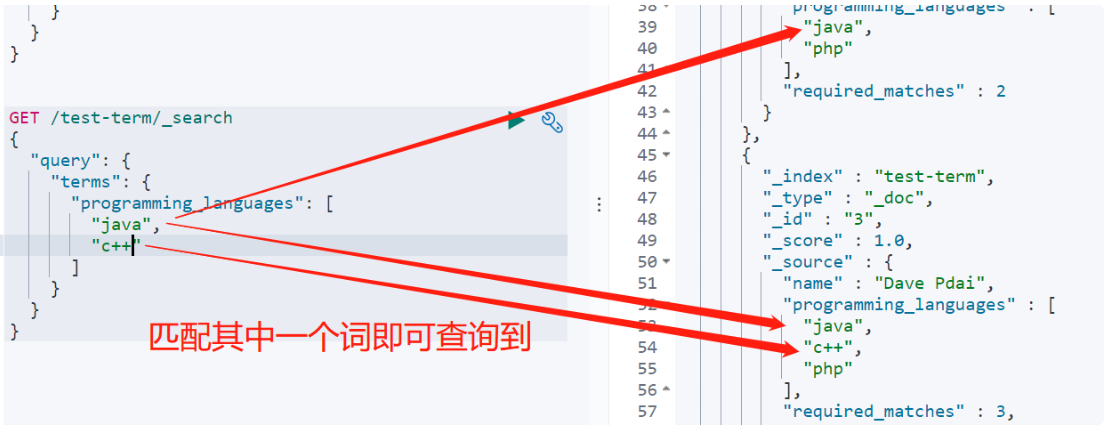 }
}
}
GET /test-term/_search
{
"query": {
"terms": {
"programming_languages": [
"java",
"c++"
]
}
}
}
匹配其中一个词即可查询到
38 "programming_languages" : [
39 "java",
40 "php"
41 ],
42 "required_matches" : 2
43 }
44 },
45 {
46 "_index" : "test-term",
47 "_type" : "_doc",
48 "_id" : "3",
49 "_score" : 1.0,
50 "_source" : {
51 "name" : "Dave Pdai",
52 "programming_languages" : [
53 "java",
54 "c++",
55 "php"
56 ],
57 "required_matches" : 3,